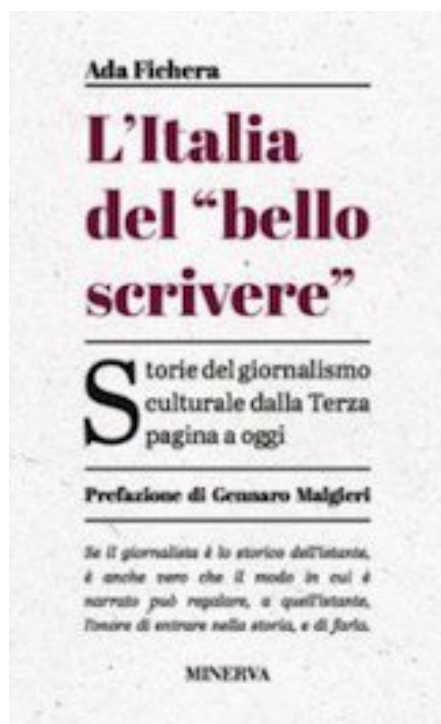 Ada Fichera
L'Italia
del “bello
scrivere”
Storie del giornalismo
culturale dalla Terza
pagina a oggi
Prefazione di Gennaro Malgieri
Se il giornalista è lo storico dell'istante,
è anche vero che il modo in cui è
narrato può regalare, a quell'istante,
l'onore di entrare nella storia, e di farla.
MINERVA